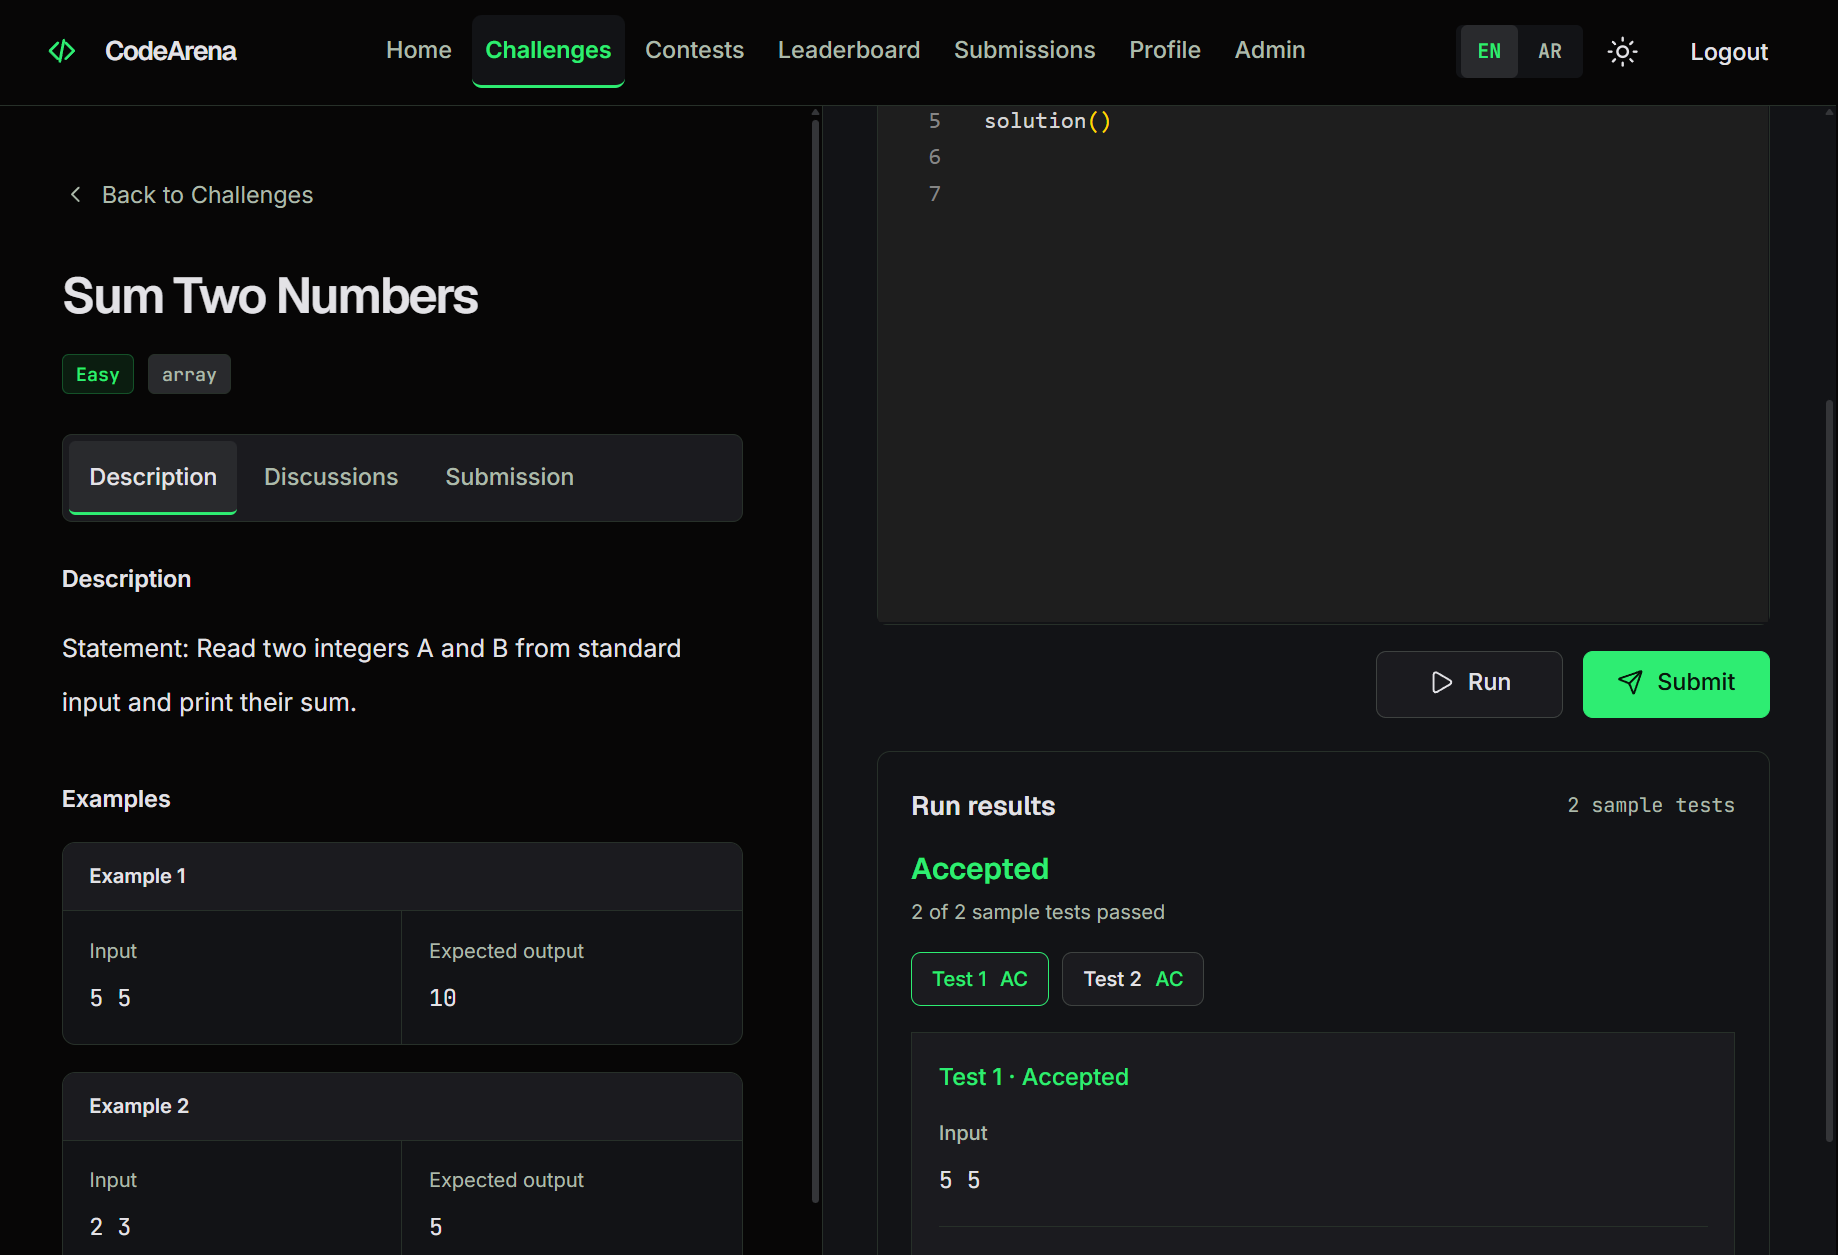 CodeArena
Home Challenges Contests Leaderboard Submissions Profile Admin
EN AR
Logout
Back to Challenges
Sum Two Numbers
Easy array
Description Discussions Submission
Description
Statement: Read two integers A and B from standard
input and print their sum.
Examples
Example 1
Input Expected output
5 5 10
Example 2
Input Expected output
2 3 5
5 solution()
6
7
Run Submit
Run results 2 sample tests
Accepted
2 of 2 sample tests passed
Test 1 AC Test 2 AC
Test 1 · Accepted
Input
5 5